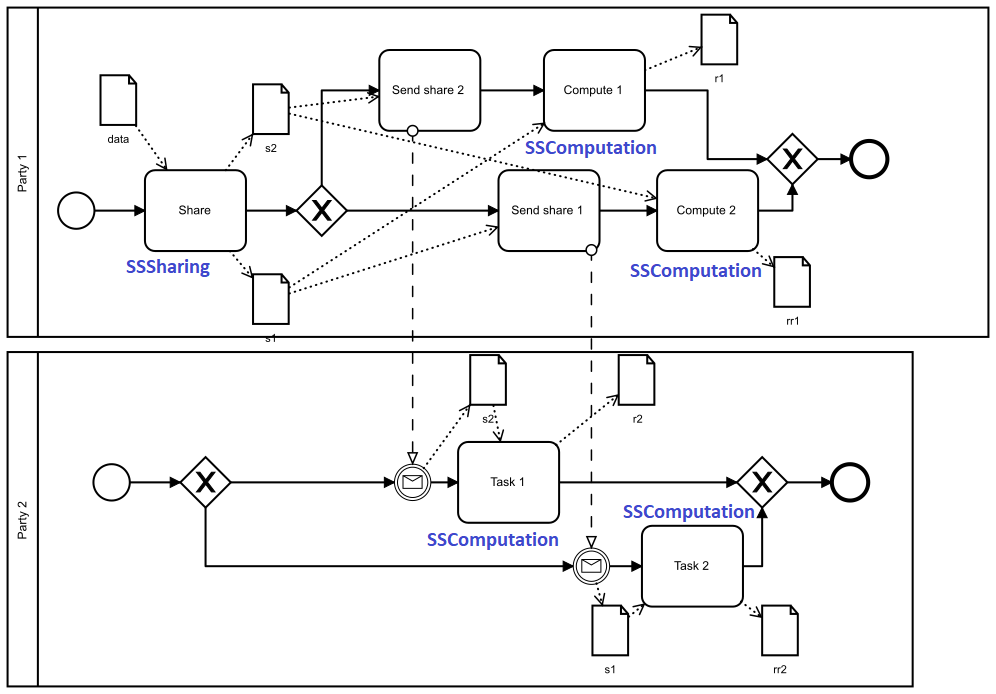 Party 1
r1
Send share 2
Compute 1
data
s2
SSComputation
Share
Send share 1
Compute 2
SSSharing
SSComputation
s1
rr1
Party 2
s2
r2
Task 1
SSComputation
SSComputation
Task 2
s1
rr2